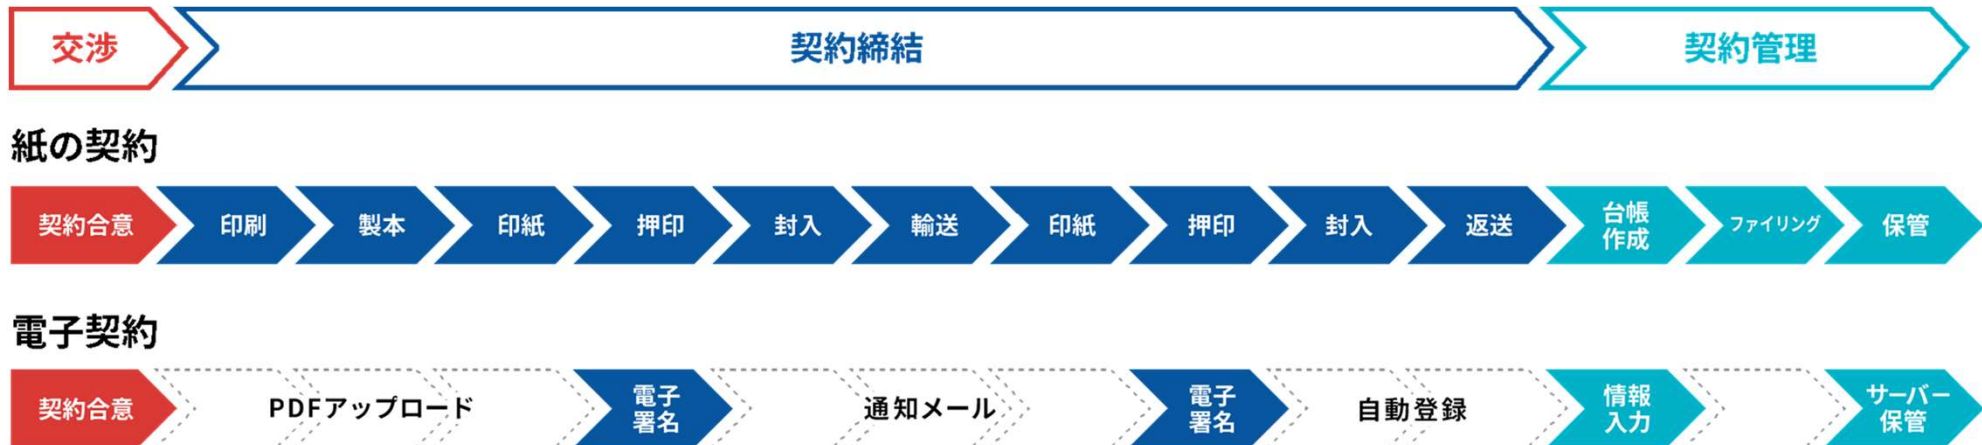 交渉
契約締結
契約管理
紙の契約
契約合意
印刷
製本
印紙
押印
封入
輸送
印紙
押印
封入
返送
台帳
作成
ファイリング
保管
電子契約
契約合意
PDFアップロード
電子
署名
通知メール
電子
署名
自動登録
情報
入力
サーバー
保管